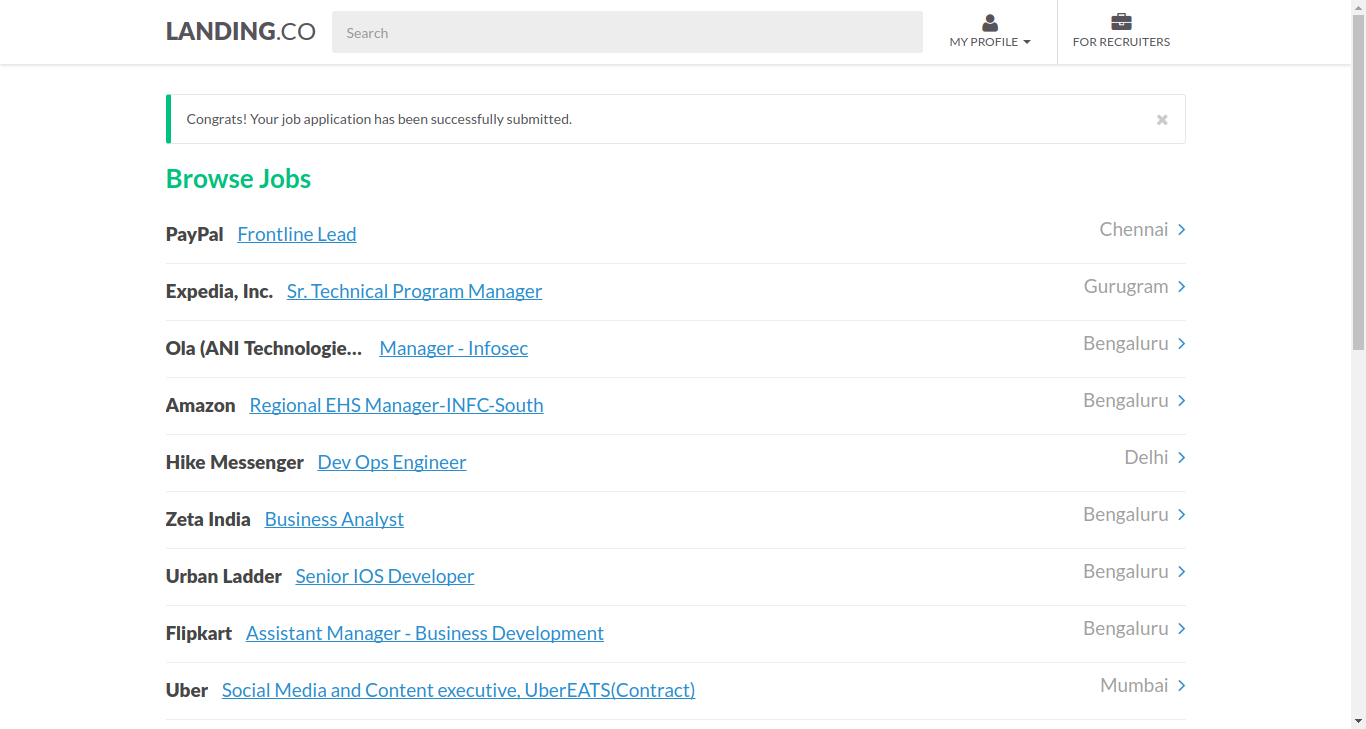 LANDING.CO
Search
MY PROFILE
FOR RECRUITERS
Congrats! Your job application has been successfully submitted.
Browse Jobs
PayPal Frontline Lead Chennai
Expedia, Inc. Sr. Technical Program Manager Gurugram
Ola (ANI Technologie... Manager - Infosec Bengaluru
Amazon Regional EHS Manager-INFC-South Bengaluru
Hike Messenger Dev Ops Engineer Delhi
Zeta India Business Analyst Bengaluru
Urban Ladder Senior IOS Developer Bengaluru
Flipkart Assistant Manager - Business Development Bengaluru
Uber Social Media and Content executive, UberEATS(Contract) Mumbai